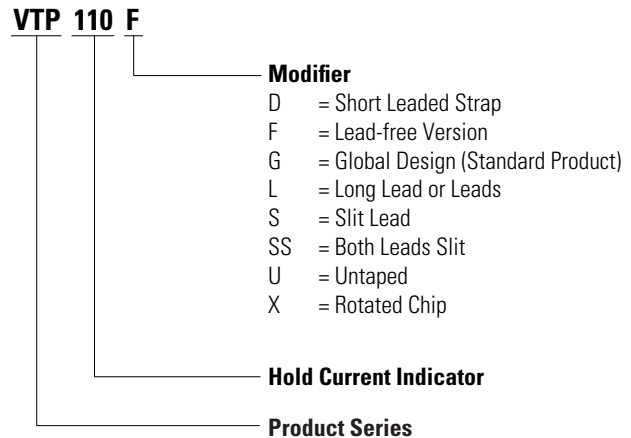 VTP 110 F
Modifier
D = Short Leaded Strap
F = Lead-free Version
G = Global Design (Standard Product)
L = Long Lead or Leads
S = Slit Lead
SS = Both Leads Slit
U = Untaped
X = Rotated Chip
Hold Current Indicator
Product Series